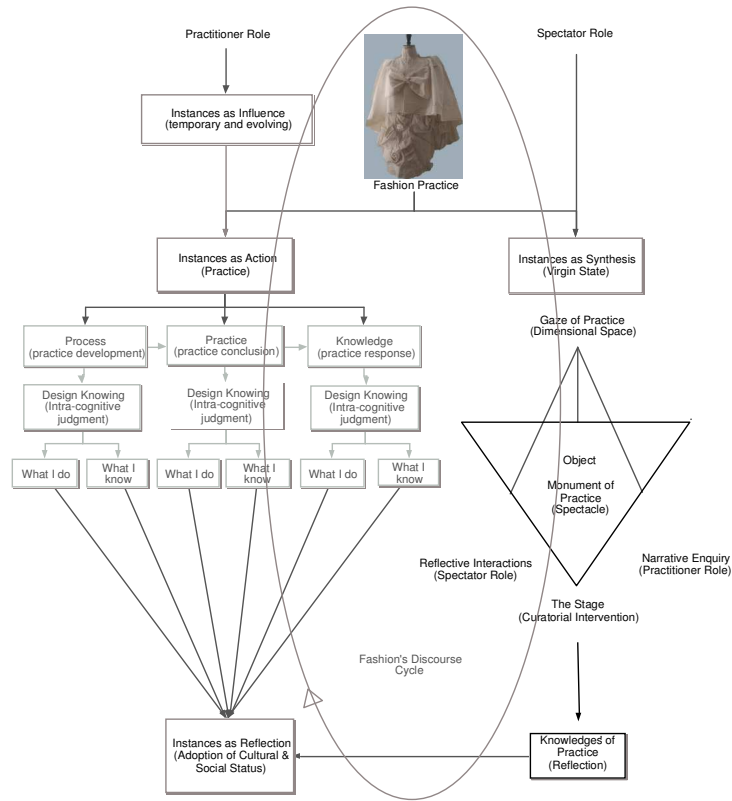 Practitioner Role
Spectator Role
Instances as Influence
(temporary and evolving)
Fashion Practice
Instances as Action
(Practice)
Instances as Synthesis
(Virgin State)
Process
(practice development)
Practice
(practice conclusion)
Knowledge
(practice response)
Gaze of Practice
(Dimensional Space)
Design Knowing
(Intra-cognitive
judgment)
Design Knowing
(Intra-cognitive
judgment)
Design Knowing
(Intra-cognitive
judgment)
What I do
What I
know
What I do
What I
know
What I do
What I
know
Object
Monument of
Practice
(Spectacle)
Reflective Interactions
(Spectator Role)
Narrative Enquiry
(Practitioner Role)
The Stage
(Curatorial Intervention)
Fashion's Discourse
Cycle
Instances as Reflection
(Adoption of Cultural &
Social Status)
Knowledges of
Practice
(Reflection)